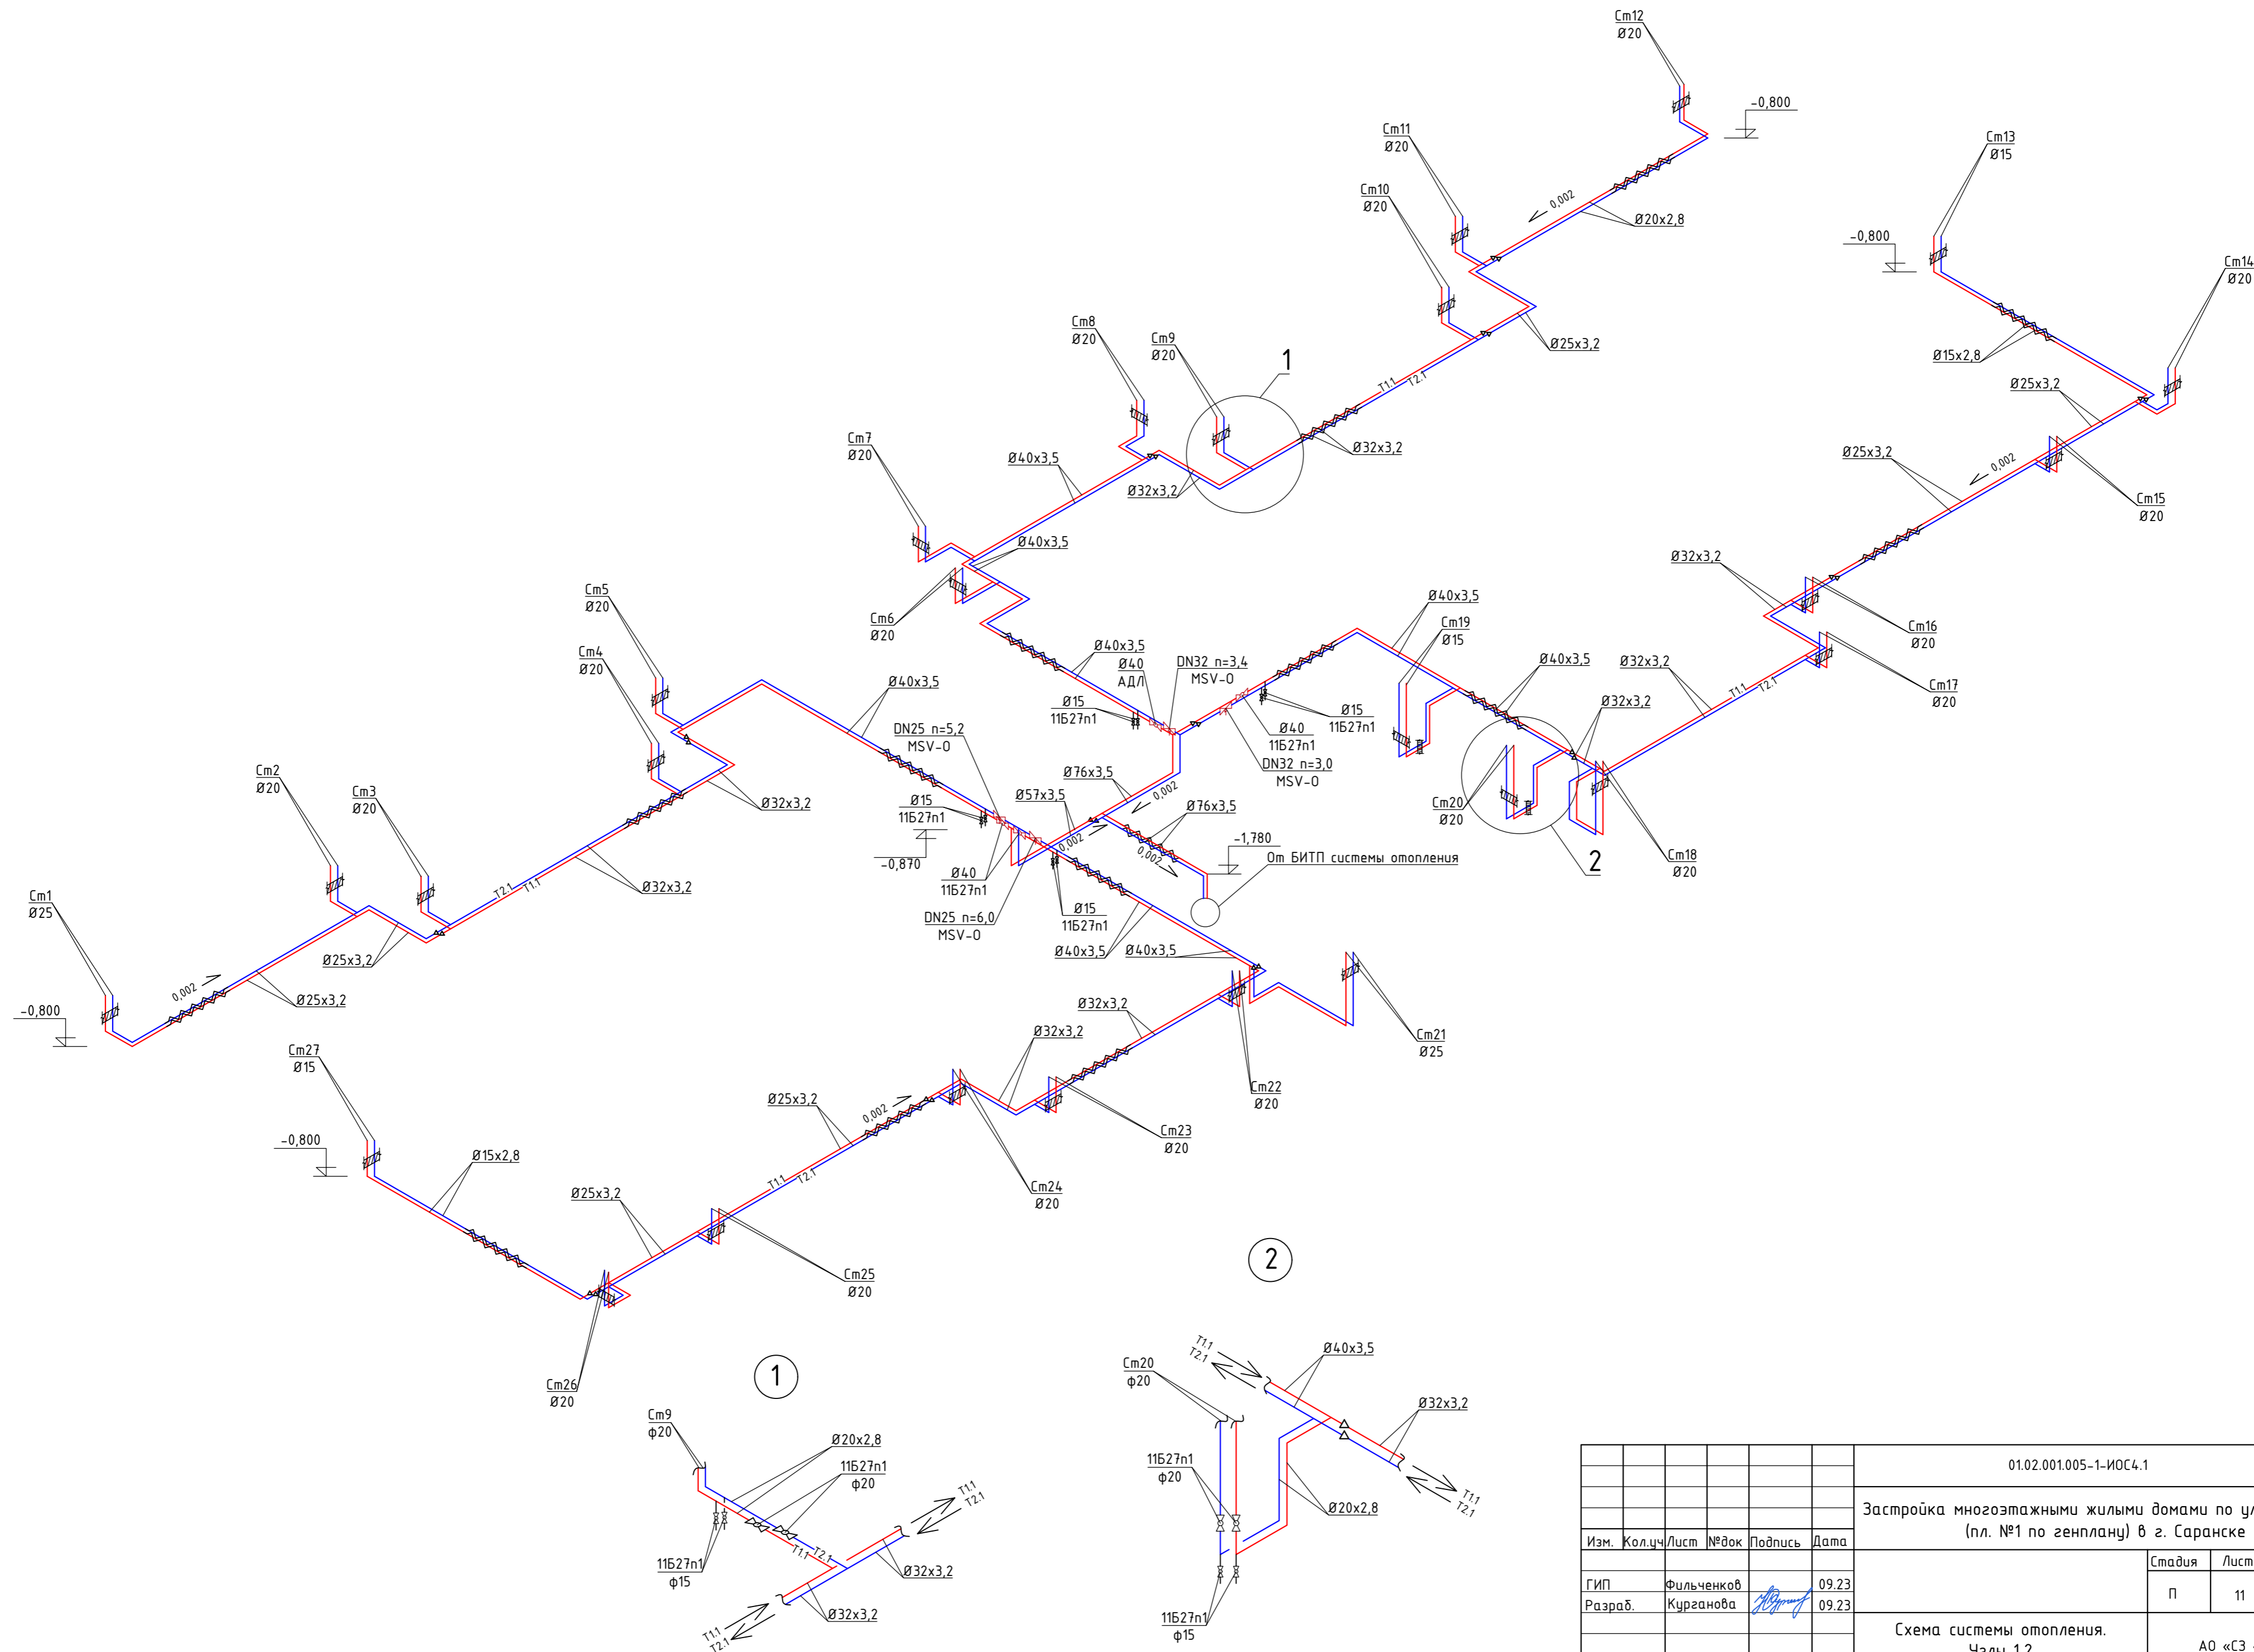 Ст12
Ø20
-0,800
Ст11
Ø20
Ст13
Ø15
Ст10
Ø20
0,002
Ø20х2,8
-0,800
Ст14
Ø20
Ст8
Ø20
Ст9
Ø20
1
Ø25х3,2
Ø15х2,8
Т1.1
Т2.1
Ø25х3,2
Ст7
Ø20
Ø40х3,5
Ø32х3,2
Ø32х3,2
Ø25х3,2
0,002
Ст15
Ø20
Ø40х3,5
Ø32х3,2
Ст5
Ø20
Ст6
Ø20
Ø40х3,5
Ст19
Ø15
Ст16
Ø20
Ст4
Ø20
Ø40х3,5
Ø40
АДЛ
DN32 n=3,4
MSV-O
Ø40х3,5
Ø32х3,2
Ø40х3,5
Т1.1
Т2.1
Ст17
Ø20
Ø15
11Б27п1
Ø15
11Б27п1
Ø32х3,2
DN25 n=5,2
MSV-O
Ø40
11Б27п1
Ст2
Ø20
Ø76х3,5
DN32 n=3,0
MSV-O
Ст3
Ø20
Ø32х3,2
Ø15
11Б27п1
Ø57х3,5
0,002
Ø76х3,5
Ст20
Ø20
-0,870
0,002
-1,780
0,002
От БИТП системы отопления
2
Ст18
Ø20
Ø40
11Б27п1
Т2.1
Т1.1
Ø32х3,2
Ст1
Ø25
DN25 n=6,0
MSV-O
Ø15
11Б27п1
Ø25х3,2
Ø40х3,5
Ø40х3,5
0,002
Ø25х3,2
-0,800
Ø32х3,2
Ø32х3,2
Ст21
Ø25
Ст27
Ø15
Ст22
Ø20
Ø25х3,2
0,002
Ст23
Ø20
-0,800
Ø15х2,8
Т1.1
Т2.1
Ø25х3,2
Ст24
Ø20
Ст25
Ø20
Ст26
Ø20
1
Ст9
ф20
Ø20х2,8
11Б27п1
ф20
Т1.1
Т2.1
Т1.1
Т2.1
11Б27п1
ф15
Ø32х3,2
Ø32х3,2
Т1.1
Т2.1
2
Т1.1
Т2.1
Ст20
ф20
Ø40х3,5
Ø32х3,2
11Б27п1
ф20
Ø20х2,8
Т1.1
Т2.1
11Б27п1
ф15
01.02.001.005-1-ИОС4.1
Застройка многоэтажными жилыми домами по ул
(пл. №1 по генплану) в г. Саранске
Изм. Кол.уч Лист №док Подпись Дата
Стадия Лист
ГИП Фильченков 09.23
П 11
Разраб. Курганова 09.23
Схема системы отопления.
Узлы 1,2
АО «СЗ